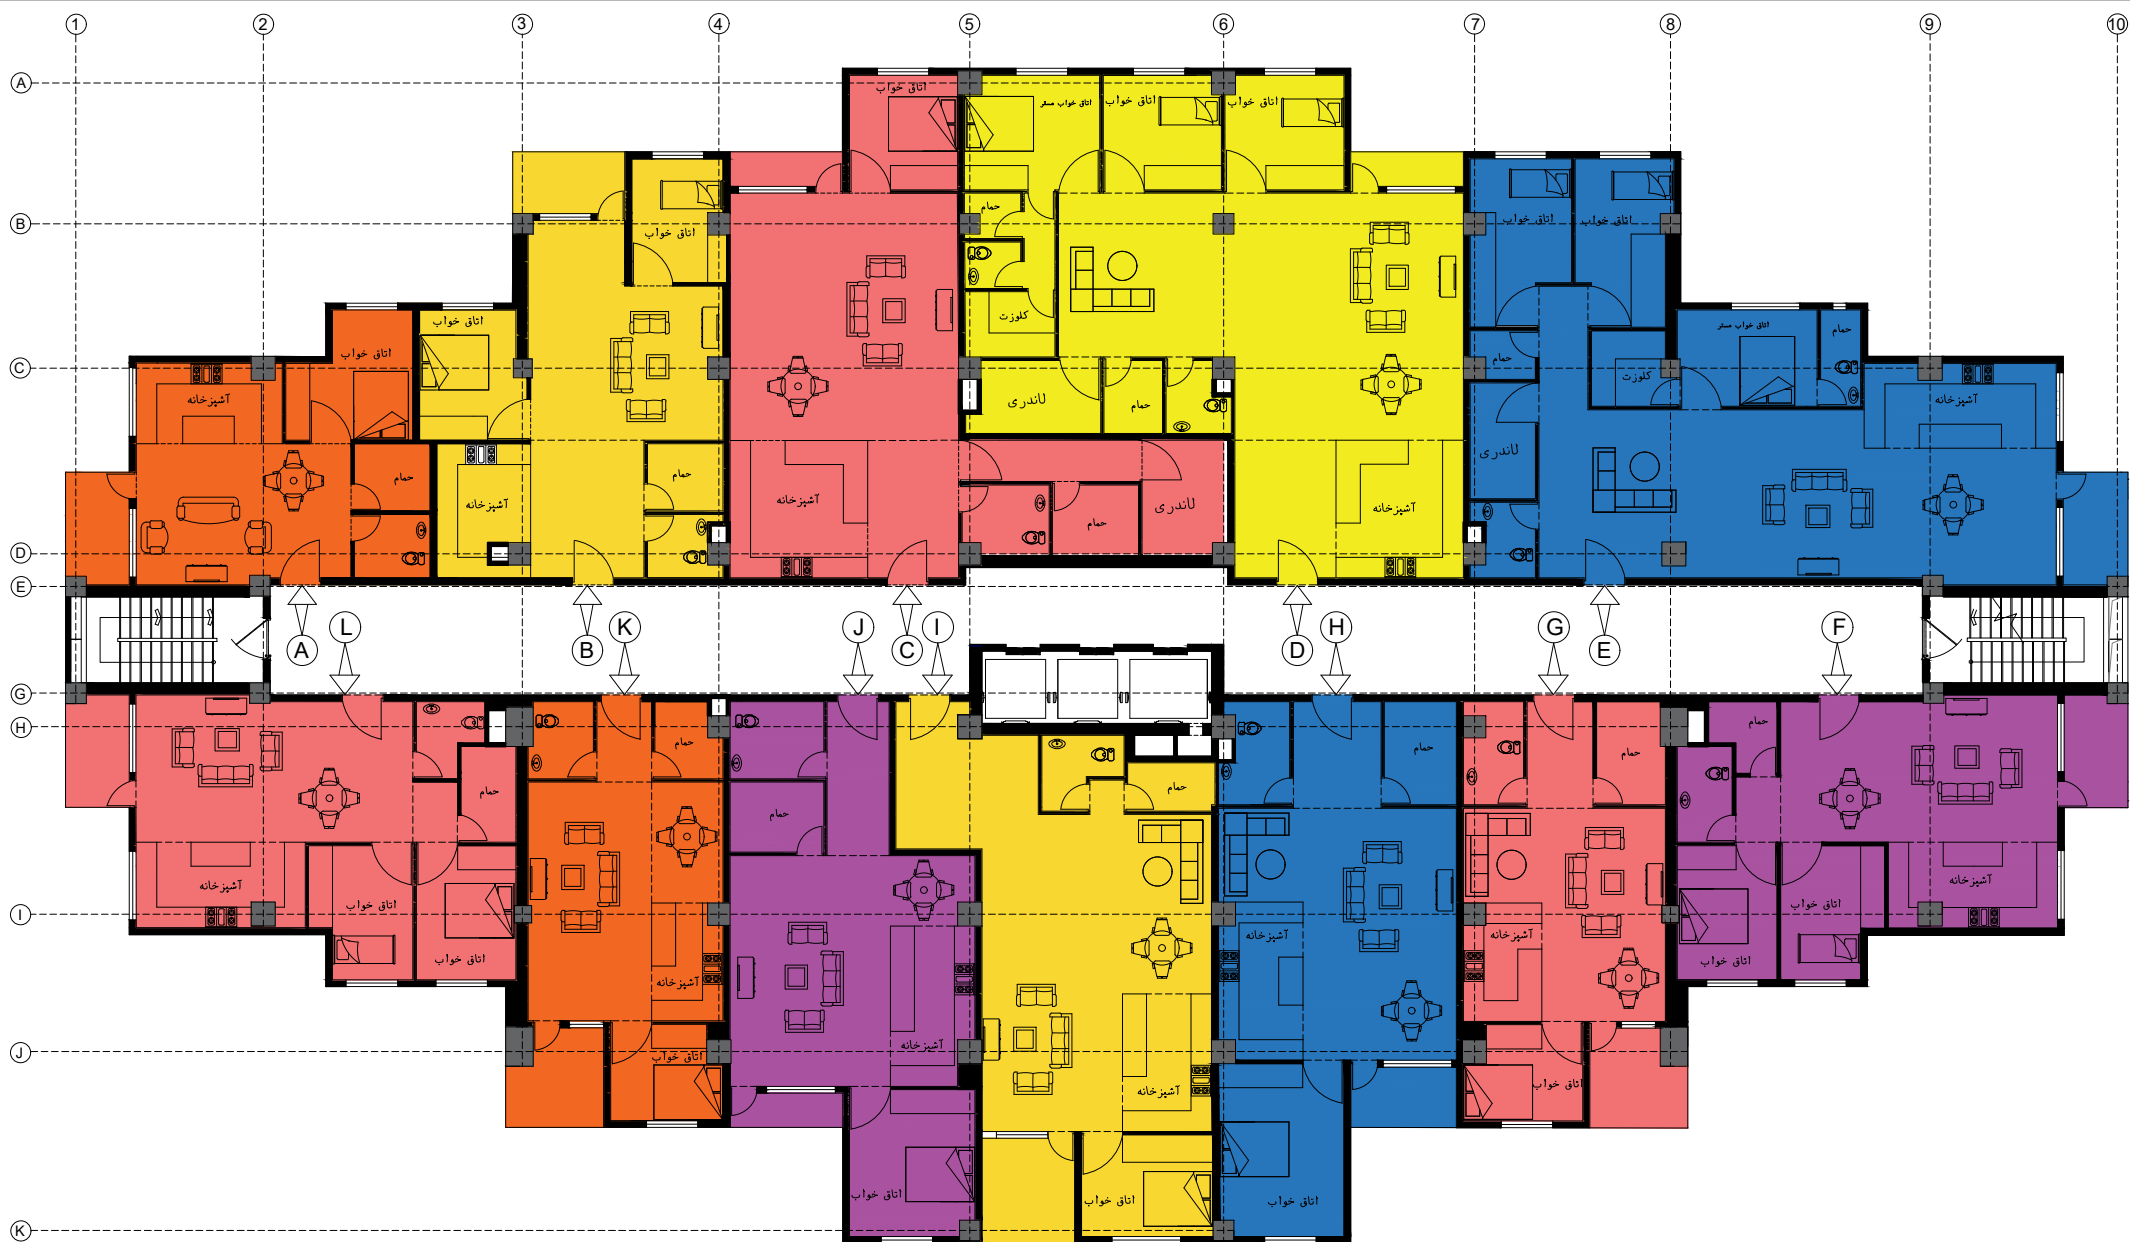 1 2 3 4 5 6 7 8 9 10
A
اتاق خواب
اتاق خواب مستر
اتاق خواب
اتاق خواب
حمام
B
اتاق خواب
اتاق خواب
اتاق خواب
کلوزت
اتاق خواب
اتاق خواب
اتاق خواب مستر
حمام
C
حمام
کلوزت
آشپزخانه
لاندری
حمام
آشپزخانه
لاندری
حمام
حمام
آشپزخانه
آشپزخانه
حمام
لاندری
آشپزخانه
D
E
A
B
C
D
E
L
K
J
I
H
G
F
G
H
حمام
حمام
حمام
حمام
حمام
حمام
حمام
آشپزخانه
آشپزخانه
اتاق خواب
اتاق خواب
I
آشپزخانه
آشپزخانه
اتاق خواب
اتاق خواب
آشپزخانه
آشپزخانه
J
اتاق خواب
آشپزخانه
اتاق خواب
اتاق خواب
اتاق خواب
اتاق خواب
K